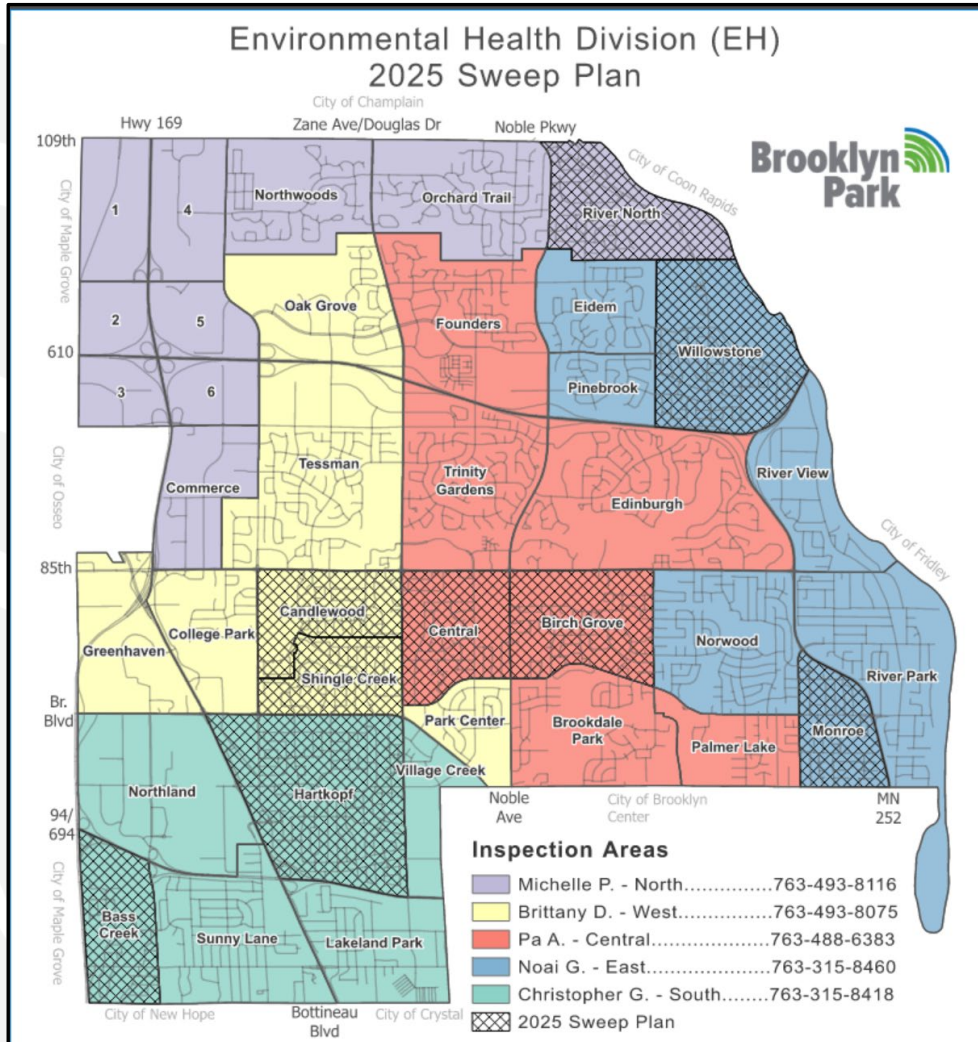 Environmental Health Division (EH)
2025 Sweep Plan
City of Champlain
Hwy 169
Zane Ave/Douglas Dr
Noble Pkwy
109th
Brooklyn
Park
City of Coon Rapids
City of Maple Grove
1
4
Northwoods
Orchard Trail
River North
2
5
Oak Grove
Founders
Eidem
Willowstone
610
3
6
Pinebrook
City of Osseo
Commerce
Tessman
Trinity
Gardens
Edinburgh
River View
City of Fridley
85th
Greenhaven
College Park
Candlewood
Shingle Creek
Central
Birch Grove
Norwood
River Park
Br.
Blvd
Park Center
Brookdale
Park
Palmer Lake
Monroe
Northland
Hartkopf
Village Creek
94/
694
Noble
Ave
City of Brooklyn
Center
MN
252
City of Maple Grove
Bass
Creek
Sunny Lane
Lakeland Park
City of New Hope
Bottineau
Blvd
City of Crystal
Inspection Areas
Michelle P. - North...............763-493-8116
Brittany D. - West...............763-493-8075
Pa A. - Central....................763-488-6383
Noai G. - East.....................763-315-8460
Christopher G. - South........763-315-8418
2025 Sweep Plan